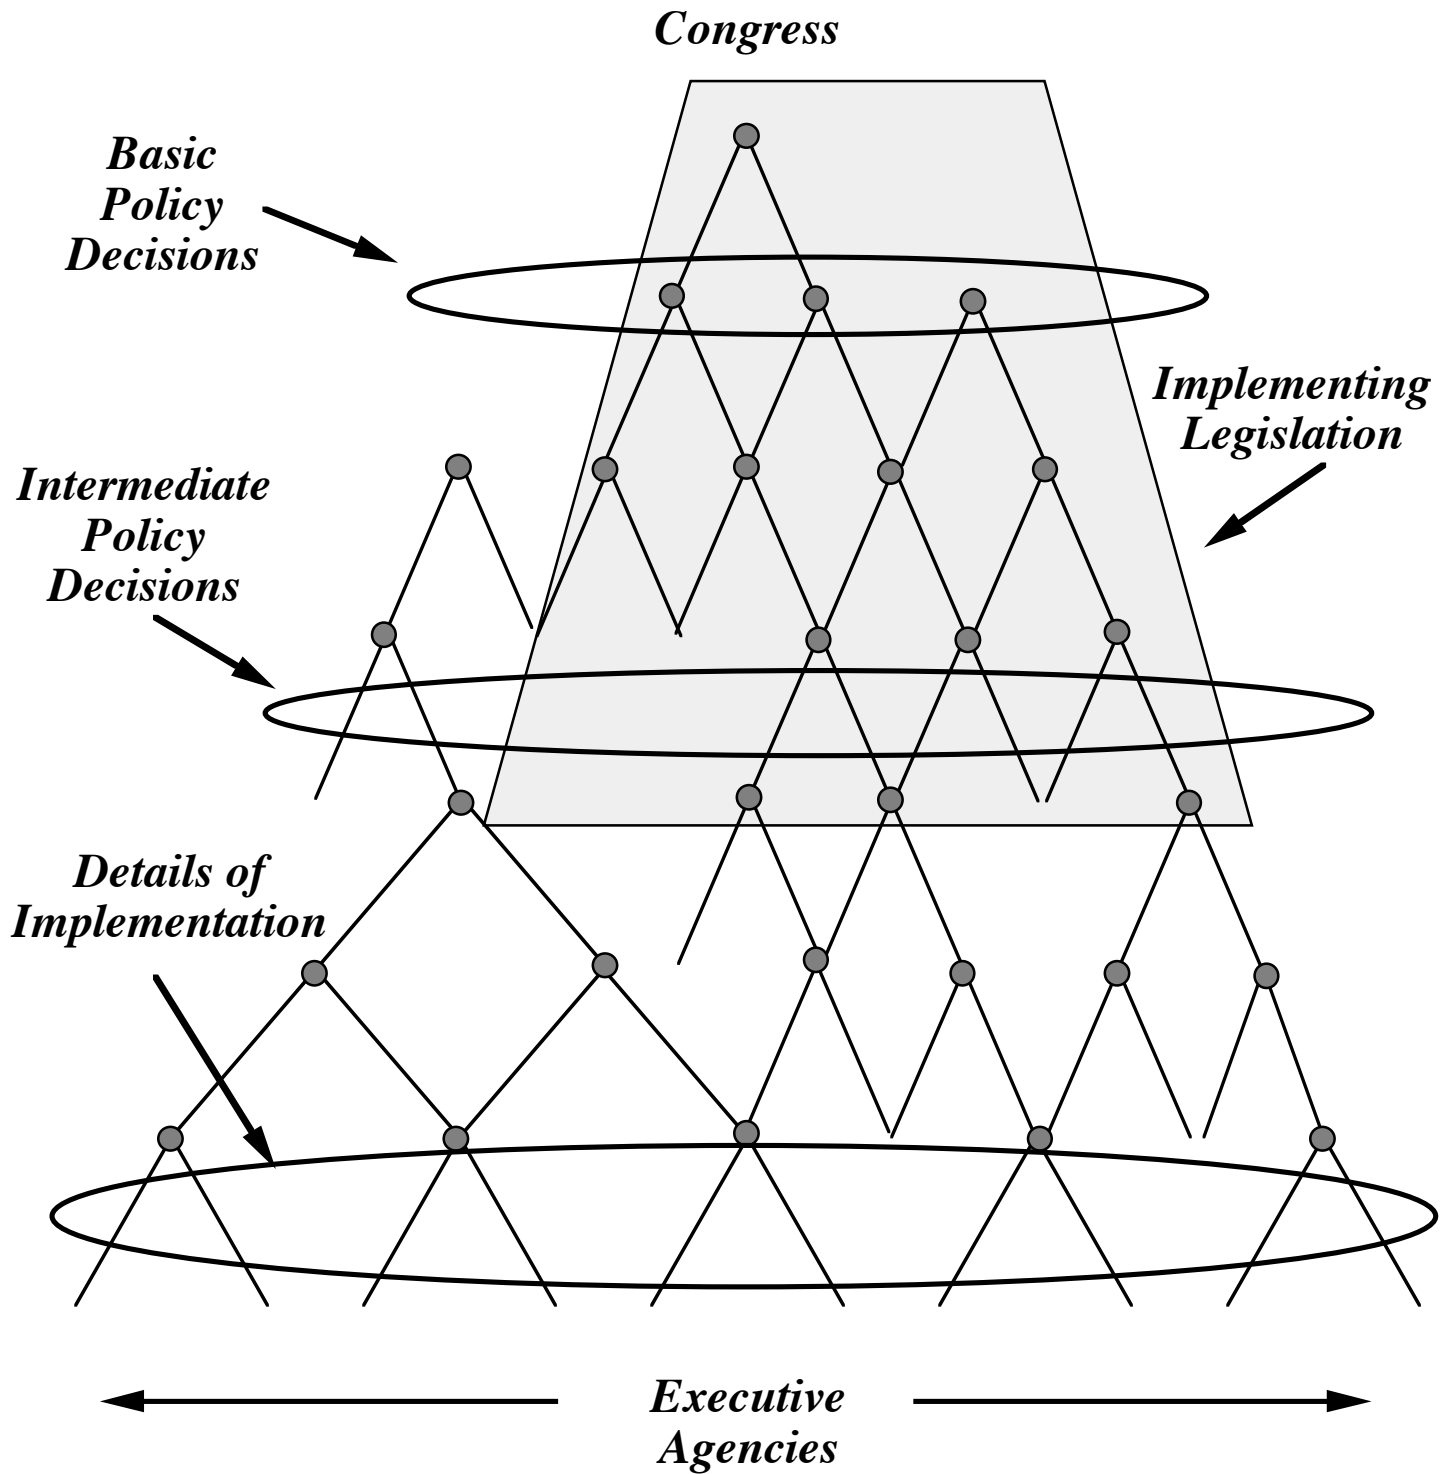 Congress
Basic
Policy
Decisions
Implementing
Legislation
Intermediate
Policy
Decisions
Details of
Implementation
Executive
Agencies